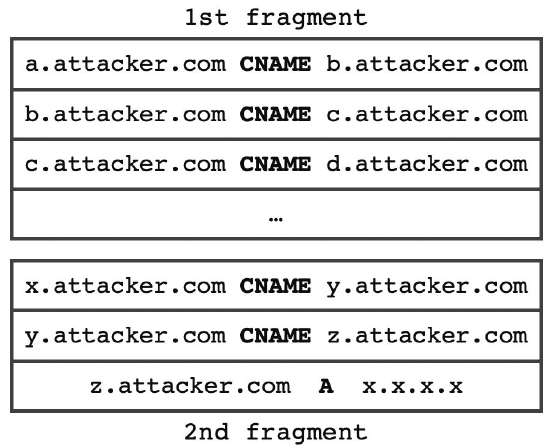 1st fragment
a.attacker.com CNAME b.attacker.com
b.attacker.com CNAME c.attacker.com
c.attacker.com CNAME d.attacker.com
…
x.attacker.com CNAME y.attacker.com
y.attacker.com CNAME z.attacker.com
z.attacker.com A x.x.x.x
2nd fragment